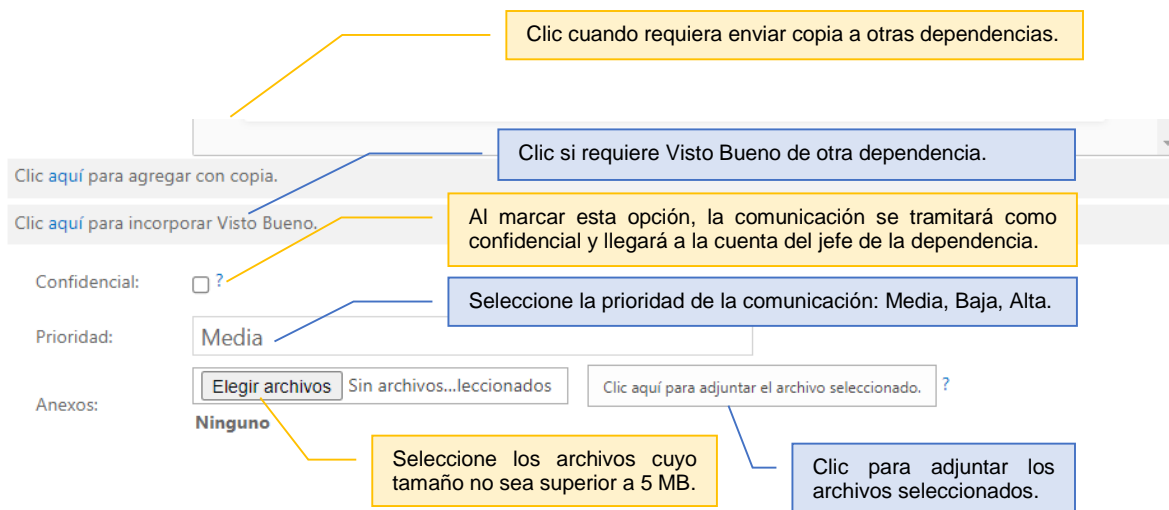 Clic cuando requiera enviar copia a otras dependencias.
Clic si requiere Visto Bueno de otra dependencia.
Clic aquí para agregar con copia.
Clic aquí para incorporar Visto Bueno.
Al marcar esta opción, la comunicación se tramitará como
confidencial y llegará a la cuenta del jefe de la dependencia.
Confidencial:
?
Seleccione la prioridad de la comunicación: Media, Baja, Alta.
Prioridad:
Media
Elegir archivos Sin archivos...leccionados
Clic aquí para adjuntar el archivo seleccionado.
?
Anexos:
Ninguno
Seleccione los archivos cuyo
tamaño no sea superior a 5 MB.
Clic para adjuntar los
archivos seleccionados.